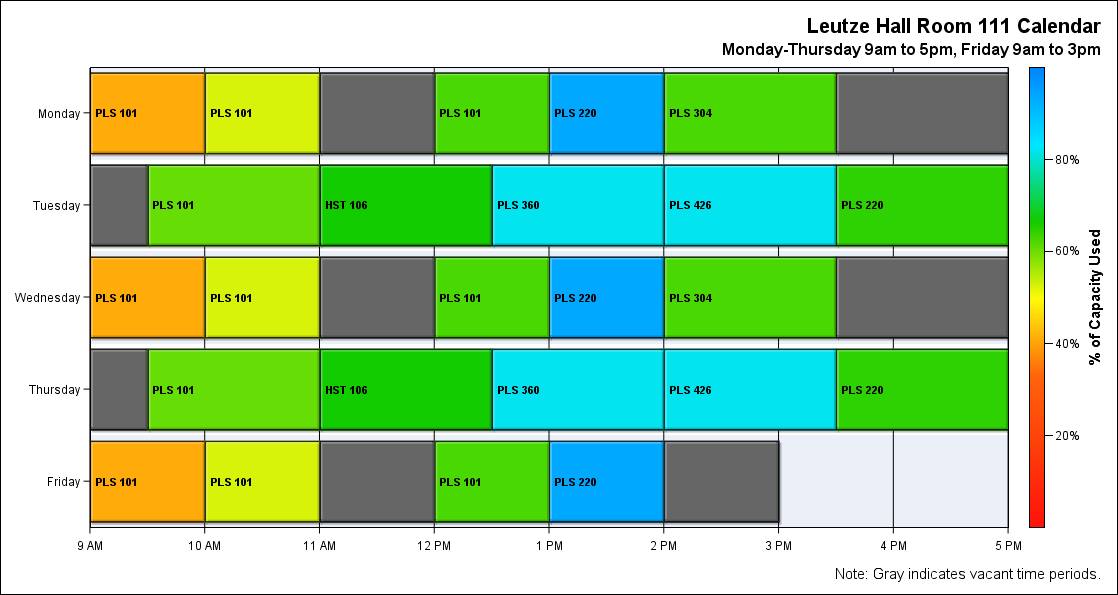 Leutze Hall Room 111 Calendar
Monday-Thursday 9am to 5pm, Friday 9am to 3pm
Monday
PLS 101
PLS 101
PLS 101
PLS 220
PLS 304
Tuesday
PLS 101
HST 106
PLS 360
PLS 426
PLS 220
Wednesday
PLS 101
PLS 101
PLS 101
PLS 220
PLS 304
Thursday
PLS 101
HST 106
PLS 360
PLS 426
PLS 220
Friday
PLS 101
PLS 101
PLS 101
PLS 220
9 AM
10 AM
11 AM
12 PM
1 PM
2 PM
3 PM
4 PM
5 PM
80%
60%
40%
20%
% of Capacity Used
Note: Gray indicates vacant time periods.